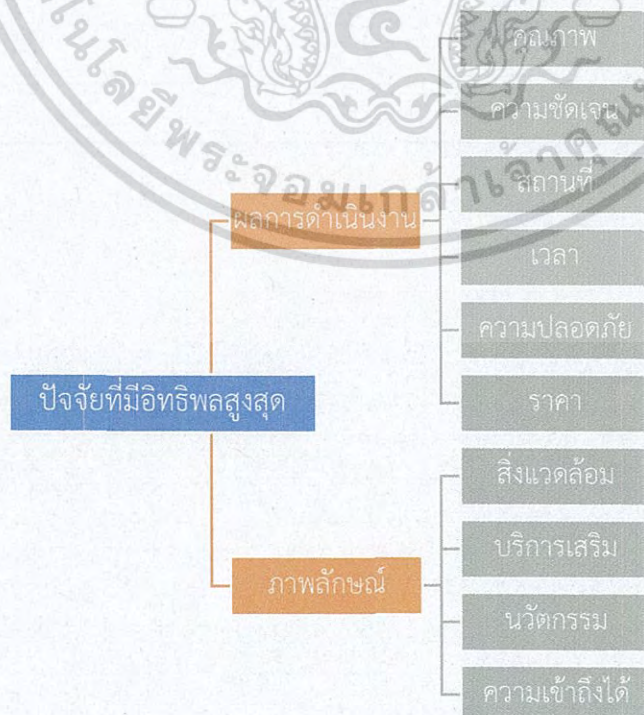 คุณภาพ
ความชัดเจน
สถานที่
ผลการดำเนินงาน
เวลา
ความปลอดภัย
ปัจจัยที่มีอิทธิพลสูงสุด
ราคา
สิ่งแวดล้อม
บริการเสริม
ภาพลักษณ์
นวัตกรรม
ความเข้าถึงได้